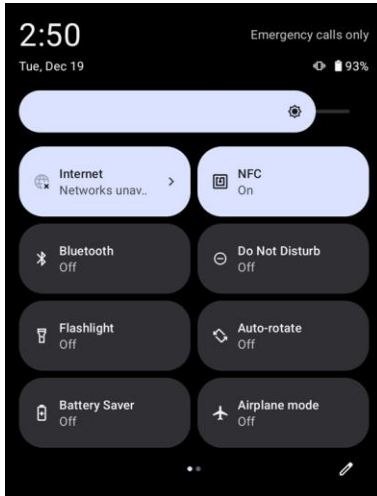 2:50
Emergency calls only
Tue, Dec 19
93%
Internet
Networks unav..
NFC
On
Bluetooth
Off
Do Not Disturb
Off
Flashlight
Off
Auto-rotate
Off
Battery Saver
Off
Airplane mode
Off